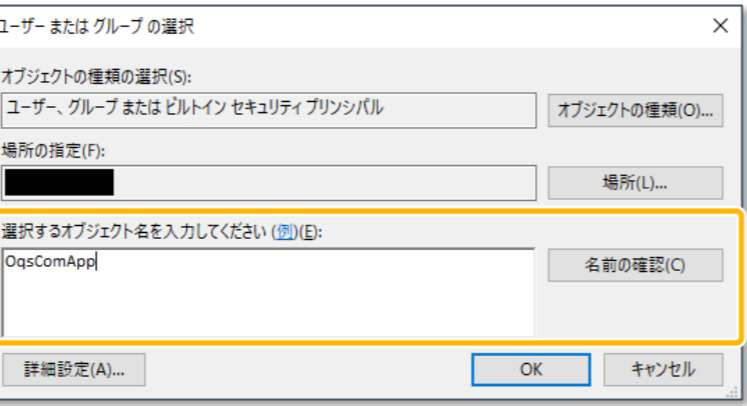 ユーザー または グループ の選択
オブジェクトの種類の選択(S):
ユーザー、グループ または ビルトイン セキュリティ プリンシパル
オブジェクトの種類(O)...
場所の指定(F):
場所(L)...
選択するオブジェクト名を入力してください (例)(E):
OqsComApp
名前の確認(C)
詳細設定(A)...
OK
キャンセル